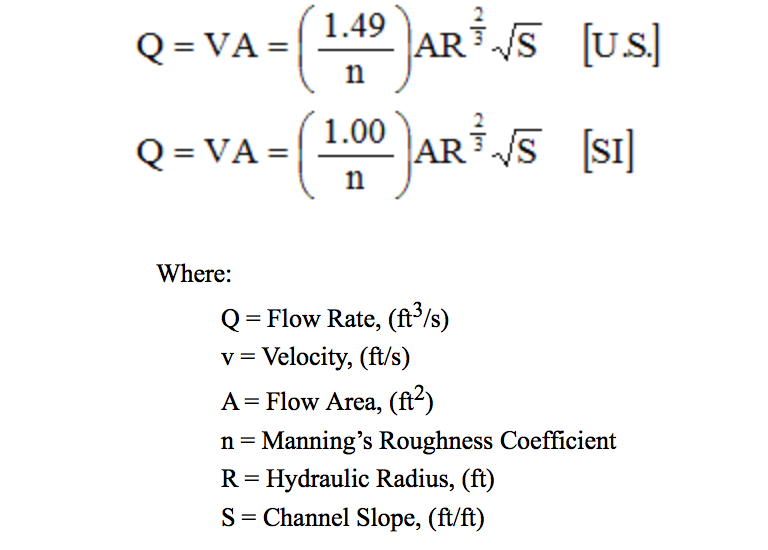 Q = VA = (1.49/n)AR^(2/3)√S [U.S.]
Q = VA = (1.00/n)AR^(2/3)√S [SI]
Where:
Q = Flow Rate, (ft³/s)
v = Velocity, (ft/s)
A = Flow Area, (ft²)
n = Manning’s Roughness Coefficient
R = Hydraulic Radius, (ft)
S = Channel Slope, (ft/ft)